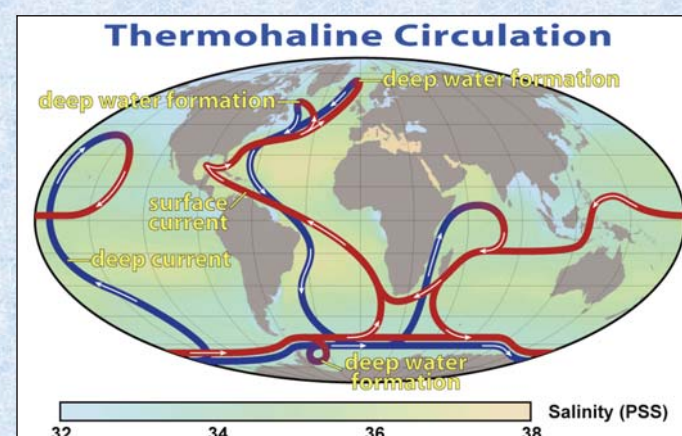 Thermohaline Circulation
deep water formation
deep water formation
surface
current
deep current
deep water
formation
Salinity (PSS)
32 34 36 38